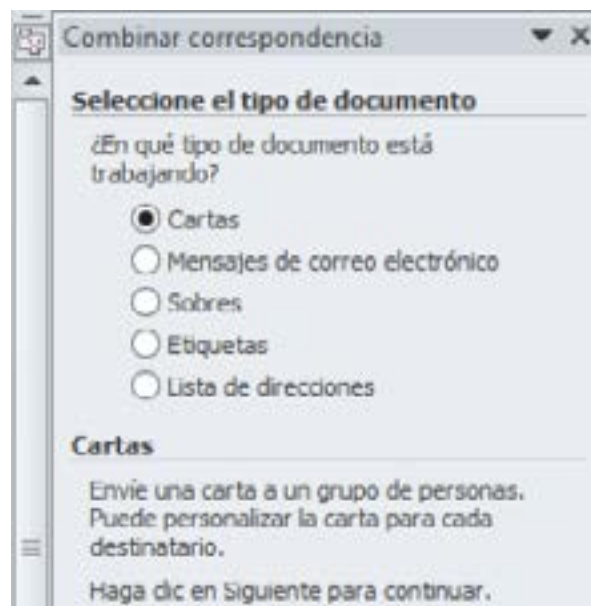 Combinar correspondencia
Seleccione el tipo de documento
¿En qué tipo de documento está
trabajando?
Cartas
Mensajes de correo electrónico
Sobres
Etiquetas
Lista de direcciones
Cartas
Envíe una carta a un grupo de personas.
Puede personalizar la carta para cada
destinatario.
Haga clic en Siguiente para continuar.